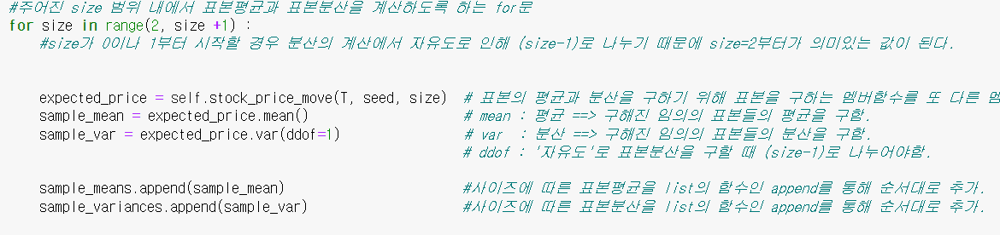 #주어진 size 범위 내에서 표본평균과 표본분산을 계산하도록 하는 for문
for size in range(2, size +1) :
#size가 0이나 1부터 시작할 경우 분산의 계산에서 자유도로 인해 (size-1)로 나누기 때문에 size=2부터가 의미있는 값이 된다.
expected_price = self.stock_price_move(T, seed, size) # 표본의 평균과 분산을 구하기 위해 표본을 구하는 멤버함수를 또 다른 멤
sample_mean = expected_price.mean() # mean : 평균 ==> 구해진 임의의 표본들의 평균을 구함.
sample_var = expected_price.var(ddof=1) # var : 분산 ==> 구해진 임의의 표본들의 분산을 구함.
# ddof : '자유도'로 표본분산을 구할 때 (size-1)로 나누어야함.
sample_means.append(sample_mean) #사이즈에 따른 표본평균을 list의 함수인 append를 통해 순서대로 추가.
sample_variances.append(sample_var) #사이즈에 따른 표본분산을 list의 함수인 append를 통해 순서대로 추가.